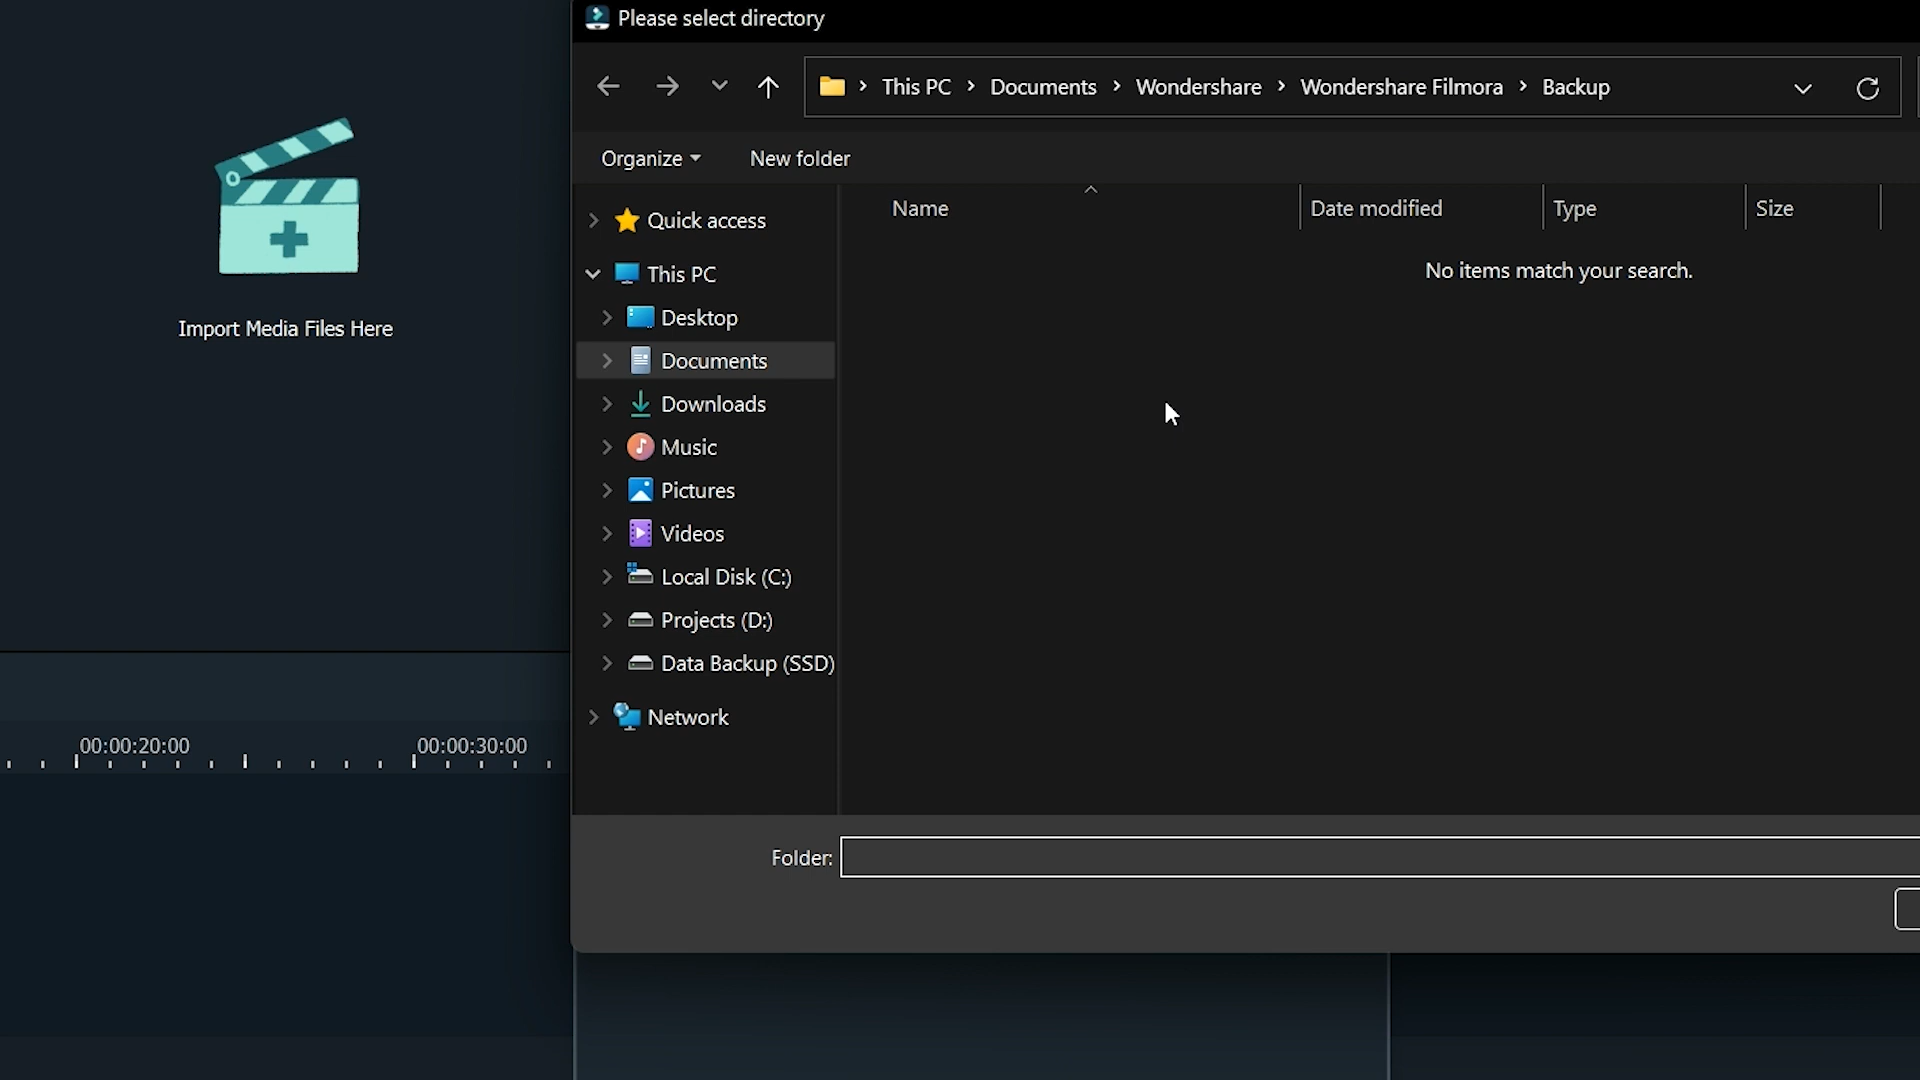 Please select directory
This PC > Documents > Wondershare > Wondershare Filmora > Backup
Organize
New folder
Name
Date modified
Type
Size
No items match your search.
Quick access
This PC
Desktop
Documents
Downloads
Music
Pictures
Videos
Local Disk (C:)
Projects (D:)
Data Backup (SSD)
Network
Folder:
Import Media Files Here
00:00:20:00
00:00:30:00